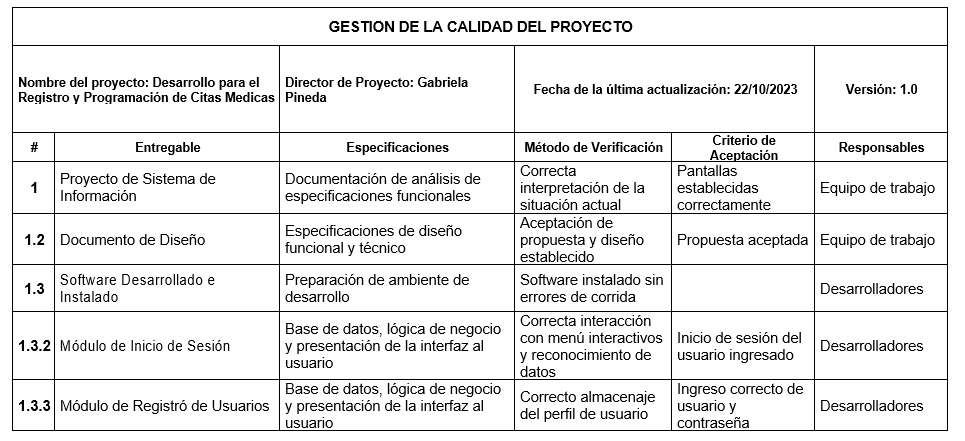 GESTION DE LA CALIDAD DEL PROYECTO
Nombre del proyecto: Desarrollo para el
Registro y Programación de Citas Medicas
Director de Proyecto: Gabriela
Pineda
Fecha de la última actualización: 22/10/2023
Versión: 1.0
#
Entregable
Especificaciones
Método de Verificación
Criterio de
Aceptación
Responsables
1
Proyecto de Sistema de
Información
Documentación de análisis de
especificaciones funcionales
Correcta
interpretación de la
situación actual
Pantallas
establecidas
correctamente
Equipo de trabajo
1.2
Documento de Diseño
Especificaciones de diseño
funcional y técnico
Aceptación de
propuesta y diseño
establecido
Propuesta aceptada
Equipo de trabajo
1.3
Software Desarrollado e
Instalado
Preparación de ambiente de
desarrollo
Software instalado sin
errores de corrida
Desarrolladores
1.3.2
Módulo de Inicio de Sesión
Base de datos, lógica de negocio
y presentación de la interfaz al
usuario
Correcta interacción
con menú interactivos
y reconocimiento de
datos
Inicio de sesión del
usuario ingresado
Desarrolladores
1.3.3
Módulo de Registró de Usuarios
Base de datos, lógica de negocio
y presentación de la interfaz al
usuario
Correcto almacenaje
del perfil de usuario
Ingreso correcto de
usuario y
contraseña
Desarrolladores